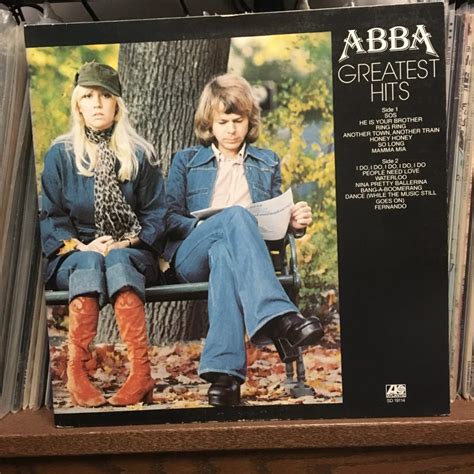 ABBA
GREATEST
HITS
Side 1
SOS
HE IS YOUR BROTHER
RING RING
ANOTHER TOWN, ANOTHER TRAIN
HONEY HONEY
SO LONG
MAMMA MIA
Side 2
I DO, I DO, I DO, I DO, I DO
PEOPLE NEED LOVE
WATERLOO
NINA PRETTY BALLERINA
BANG-A-BOOMERANG
DANCE (WHILE THE MUSIC STILL
GOES ON)
FERNANDO
ATLANTIC
SD 19114